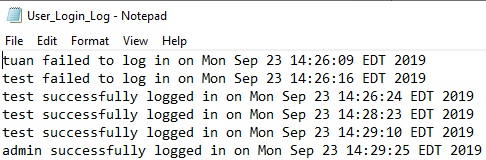 User_Login_Log - Notepad
File Edit Format View Help
tuan failed to log in on Mon Sep 23 14:26:09 EDT 2019
test failed to log in on Mon Sep 23 14:26:16 EDT 2019
test successfully logged in on Mon Sep 23 14:26:24 EDT 2019
test successfully logged in on Mon Sep 23 14:28:23 EDT 2019
test successfully logged in on Mon Sep 23 14:29:10 EDT 2019
admin successfully logged in on Mon Sep 23 14:29:25 EDT 2019